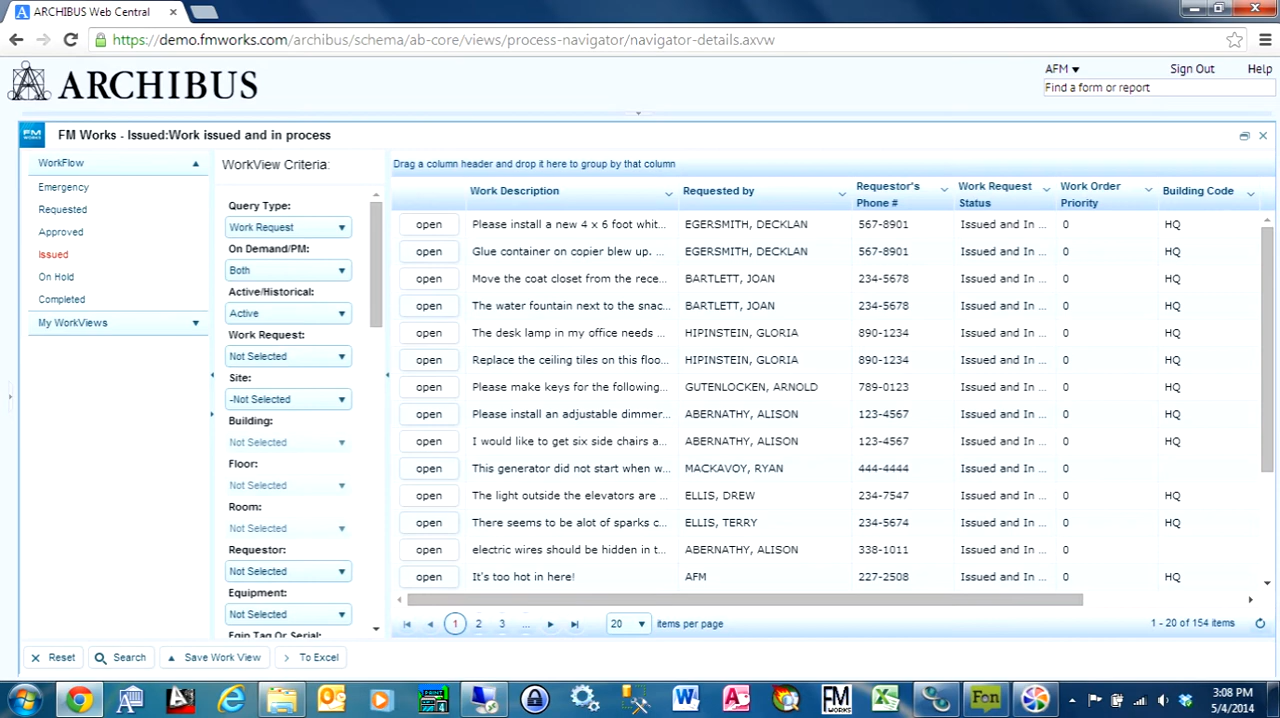 ARCHIBUS Web Central
https://demo.fmworks.com/archibus/schema/ab-core/views/process-navigator/navigator-details.axvw
ARCHIBUS
AFM Sign Out Help
Find a form or report
FM WORKS
FM Works - Issued:Work issued and in process
WorkFlow
Emergency
Requested
Approved
Issued
On Hold
Completed
My WorkViews
WorkView Criteria:
Query Type:
Work Request
On Demand/PM:
Both
Active/Historical:
Active
Work Request:
Not Selected
Site:
-Not Selected
Building:
Not Selected
Floor:
Not Selected
Room:
Not Selected
Requestor:
Not Selected
Equipment:
Not Selected
Eqip Tag Or Serial:
Drag a column header and drop it here to group by that column
Work Description Requested by Requestor's Phone # Work Request Status Work Order Priority Building Code
open Please install a new 4 x 6 foot whit... EGERSMITH, DECKLAN 567-8901 Issued and In ... 0 HQ
open Glue container on copier blew up. ... EGERSMITH, DECKLAN 567-8901 Issued and In ... 0 HQ
open Move the coat closet from the rece... BARTLETT, JOAN 234-5678 Issued and In ... 0 HQ
open The water fountain next to the snac... BARTLETT, JOAN 234-5678 Issued and In ... 0 HQ
open The desk lamp in my office needs ... HIPINSTEIN, GLORIA 890-1234 Issued and In ... 0 HQ
open Replace the ceiling tiles on this floo... HIPINSTEIN, GLORIA 890-1234 Issued and In ... 0 HQ
open Please make keys for the following... GUTENLOCKEN, ARNOLD 789-0123 Issued and In ... 0 HQ
open Please install an adjustable dimmer... ABERNATHY, ALISON 123-4567 Issued and In ... 0 HQ
open I would like to get six side chairs a... ABERNATHY, ALISON 123-4567 Issued and In ... 0 HQ
open This generator did not start when w... MACKAVOY, RYAN 444-4444 Issued and In ... 0
open The light outside the elevators are ... ELLIS, DREW 234-7547 Issued and In ... 0 HQ
open There seems to be alot of sparks c... ELLIS, TERRY 234-5674 Issued and In ... 0 HQ
open electric wires should be hidden in t... ABERNATHY, ALISON 338-1011 Issued and In ... 0 HQ
open It's too hot in here! AFM 227-2508 Issued and In ... 0 HQ
1 2 3 ... 20 items per page 1 - 20 of 154 items
Reset Search Save Work View To Excel
FM WORKS
Fon
3:08 PM
5/4/2014